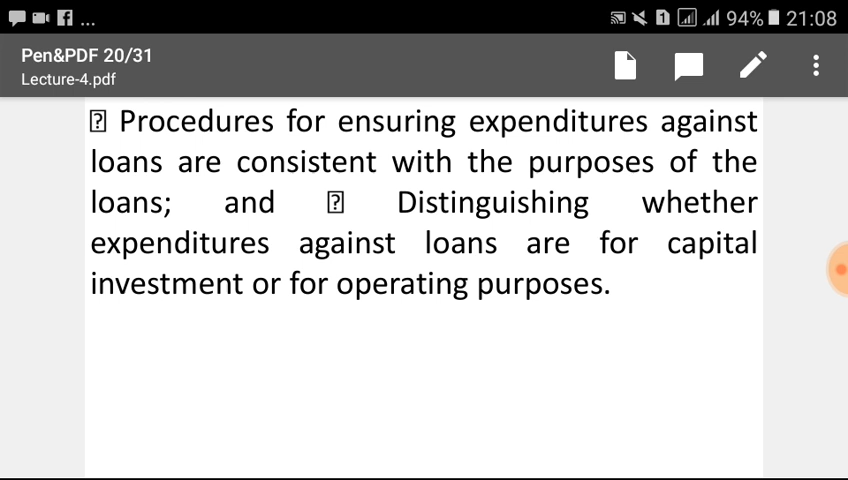 ... 94% 21:08
Pen&PDF 20/31
Lecture-4.pdf
⍰ Procedures for ensuring expenditures against
loans are consistent with the purposes of the
loans; and ⍰ Distinguishing whether
expenditures against loans are for capital
investment or for operating purposes.